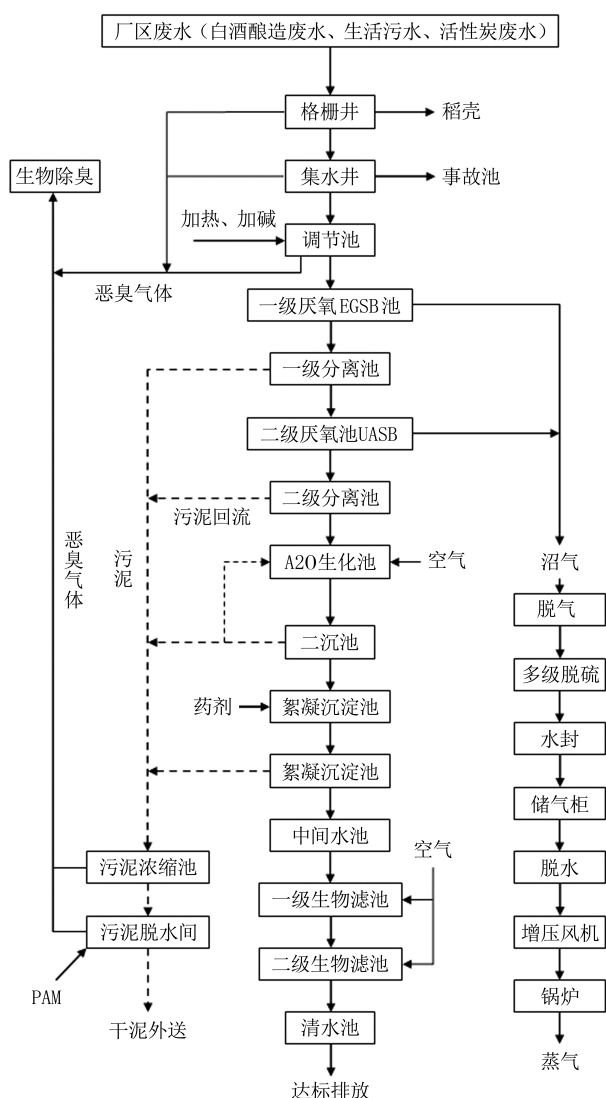 厂区废水（白酒酿造废水、生活污水、活性炭废水）
格栅井
稻壳
生物除臭
集水井
事故池
加热、加碱
调节池
恶臭气体
一级厌氧EGSB池
一级分离池
二级厌氧池UASB
二级分离池
污泥回流
恶臭气体
污泥
A2O生化池
空气
沼气
脱气
二沉池
多级脱硫
药剂
絮凝沉淀池
水封
絮凝沉淀池
储气柜
中间水池
空气
污泥浓缩池
脱水
一级生物滤池
污泥脱水间
增压风机
二级生物滤池
PAM
锅炉
干泥外送
清水池
蒸气
达标排放